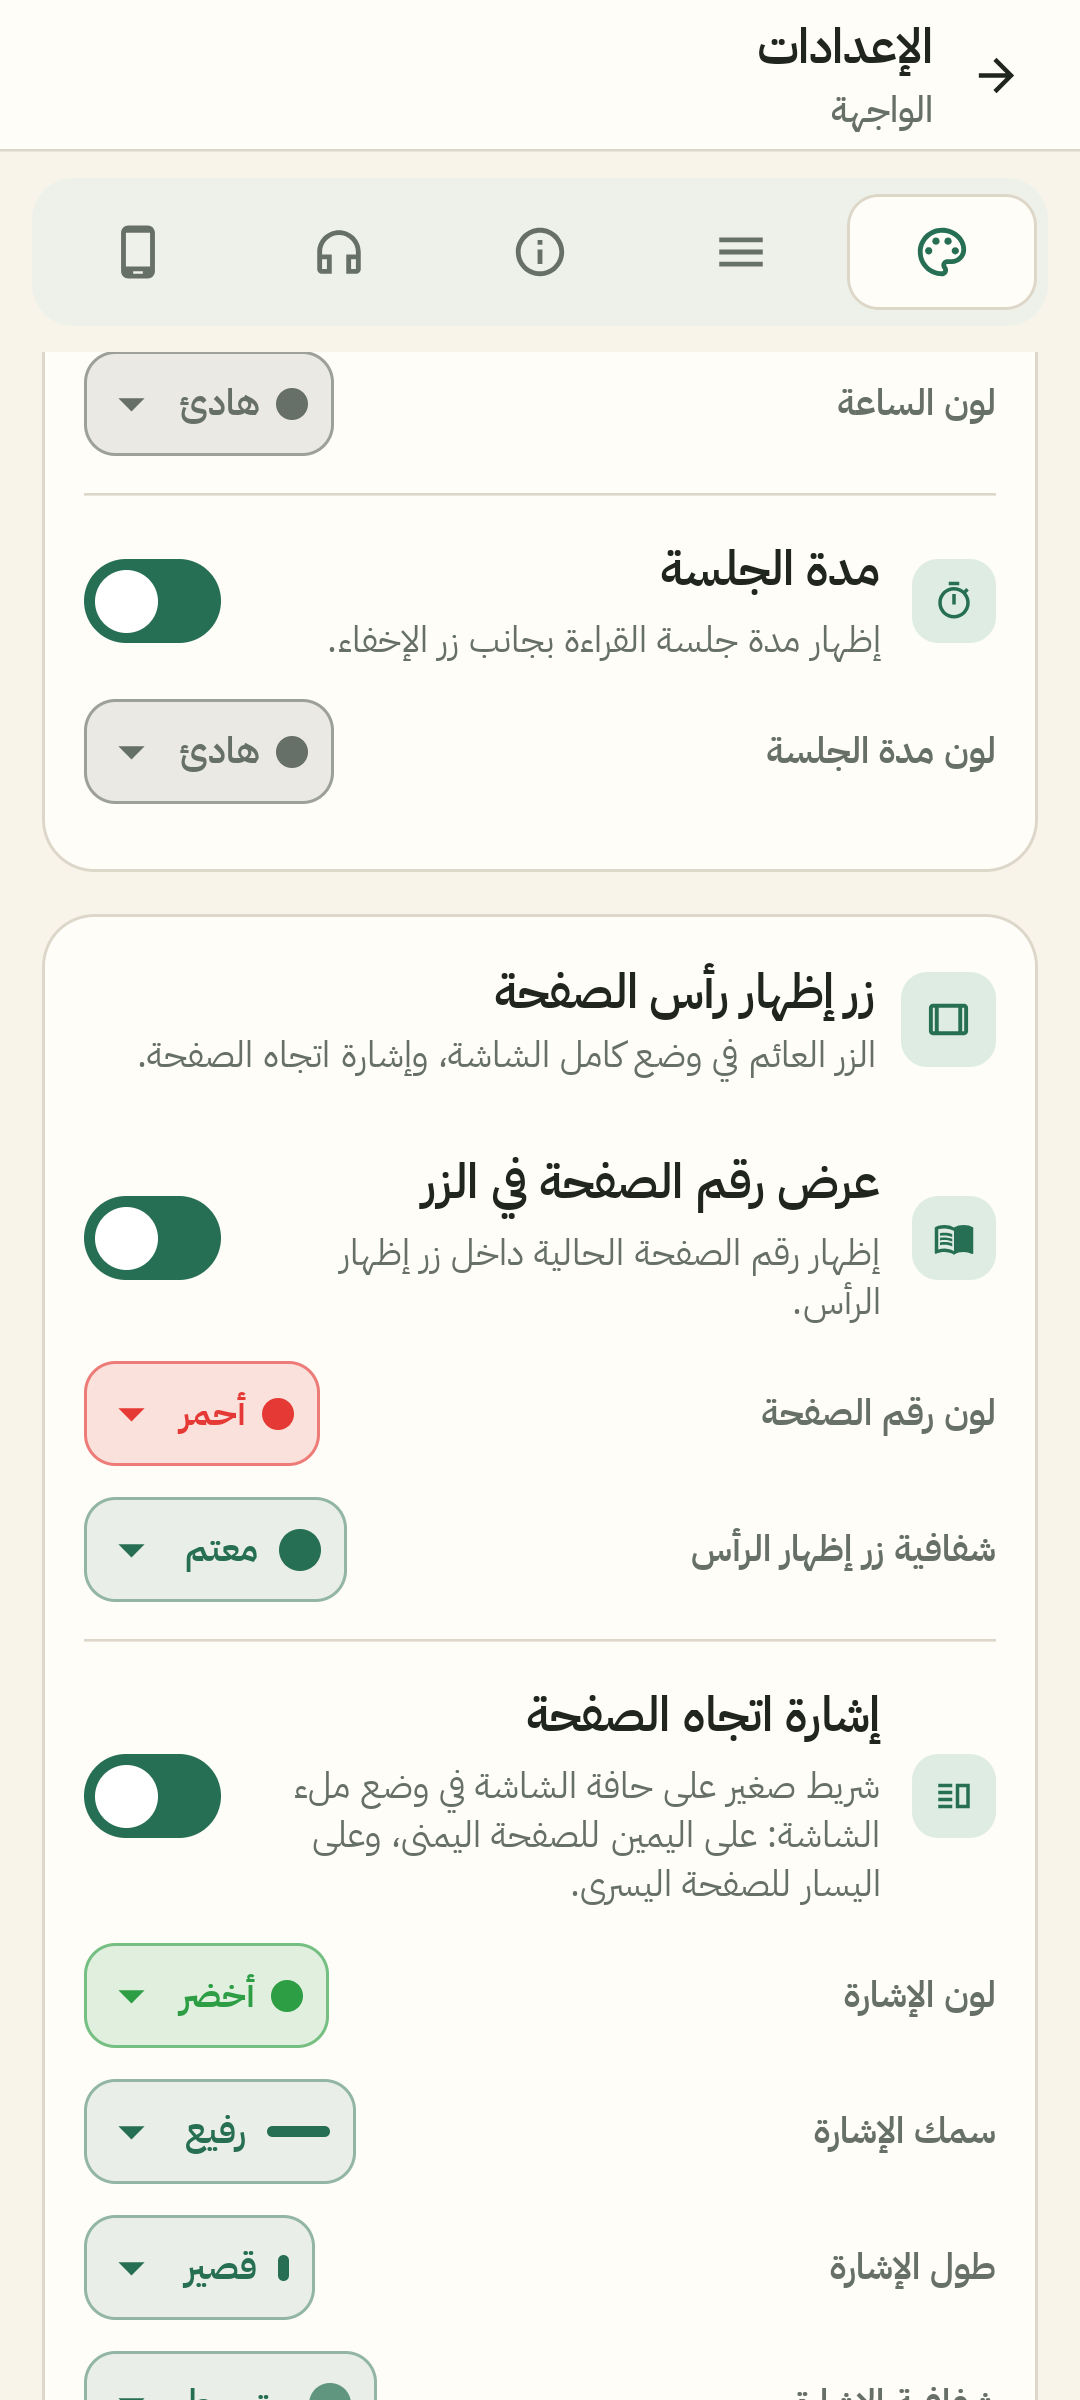 الإعدادات
الواجهة
لون الساعة
هادئ
مدة الجلسة
إظهار مدة جلسة القراءة بجانب زر الإخفاء.
لون مدة الجلسة
هادئ
زر إظهار رأس الصفحة
الزر العائم في وضع كامل الشاشة، وإشارة اتجاه الصفحة.
عرض رقم الصفحة في الزر
إظهار رقم الصفحة الحالية داخل زر إظهار
الرأس.
لون رقم الصفحة
أحمر
شفافية زر إظهار الرأس
معتم
إشارة اتجاه الصفحة
شريط صغير على حافة الشاشة في وضع ملء
الشاشة: على اليمين للصفحة اليمنى، وعلى
اليسار للصفحة اليسرى.
لون الإشارة
أخضر
سمك الإشارة
رفيع
طول الإشارة
قصير